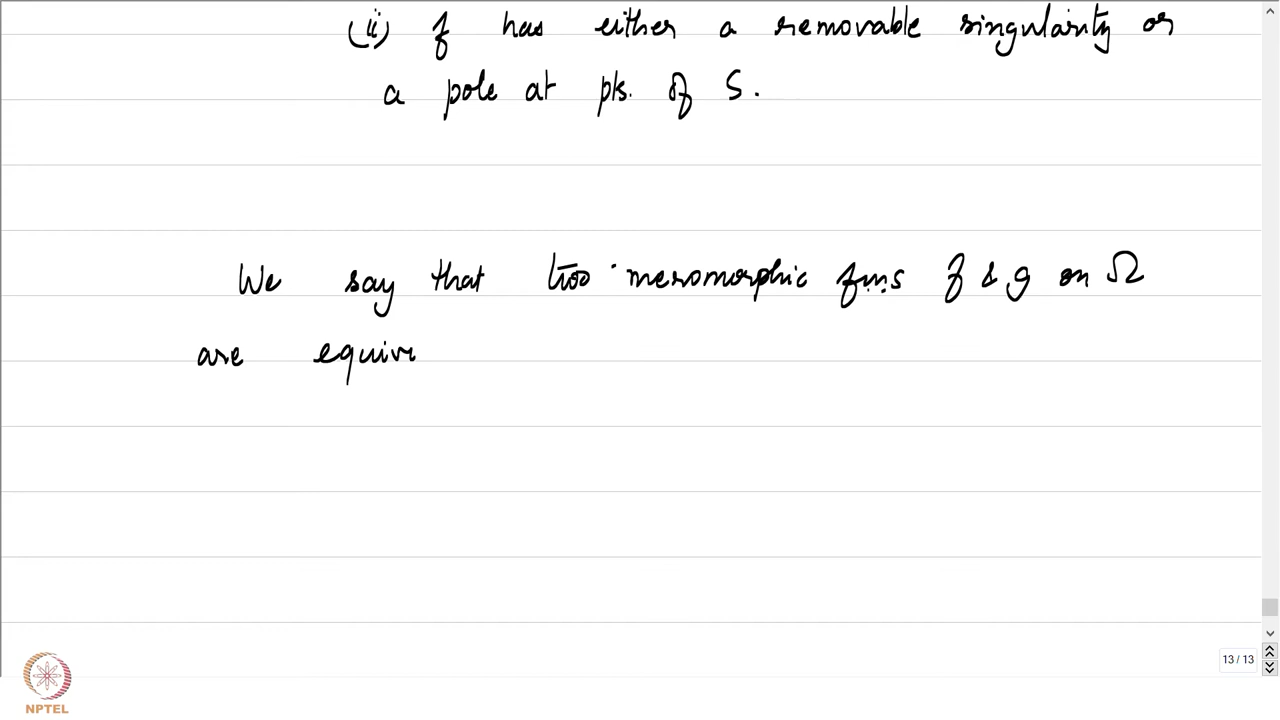 (ii) f has either a removable singularity or
a pole at pts. of S.
We say that two meromorphic fns f & g on Ω
are equiv
13 / 13
NPTEL